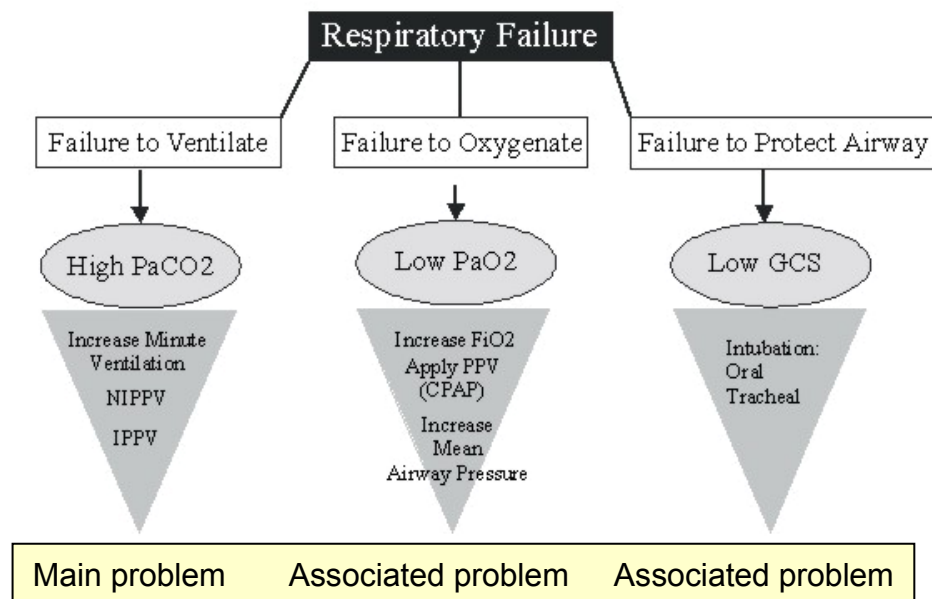 Respiratory Failure
Failure to Ventilate
Failure to Oxygenate
Failure to Protect Airway
High PaCO2
Low PaO2
Low GCS
Increase Minute
Ventilation
NIPPV
IPPV
Increase FiO2
Apply PPV
(CPAP)
Increase
Mean
Airway Pressure
Intubation:
Oral
Tracheal
Main problem
Associated problem
Associated problem